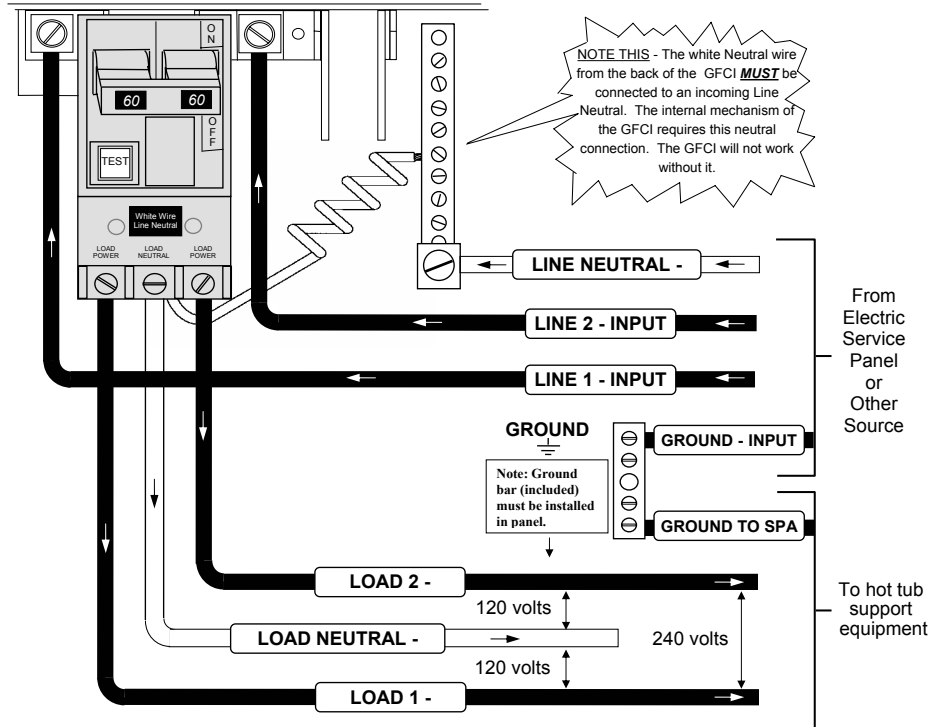 O
N
60 60
O
F
F
TEST
White Wire
Line Neutral
LOAD
POWER
LOAD
NEUTRAL
LOAD
POWER
NOTE THIS - The white Neutral wire
from the back of the GFCI MUST be
connected to an incoming Line
Neutral. The internal mechanism of
the GFCI requires this neutral
connection. The GFCI will not work
without it.
LINE NEUTRAL -
LINE 2 - INPUT
LINE 1 - INPUT
From
Electric
Service
Panel
or
Other
Source
GROUND
Note: Ground
bar (included)
must be installed
in panel.
GROUND - INPUT
GROUND TO SPA
LOAD 2 -
120 volts
LOAD NEUTRAL -
240 volts
120 volts
LOAD 1 -
To hot tub
support
equipment